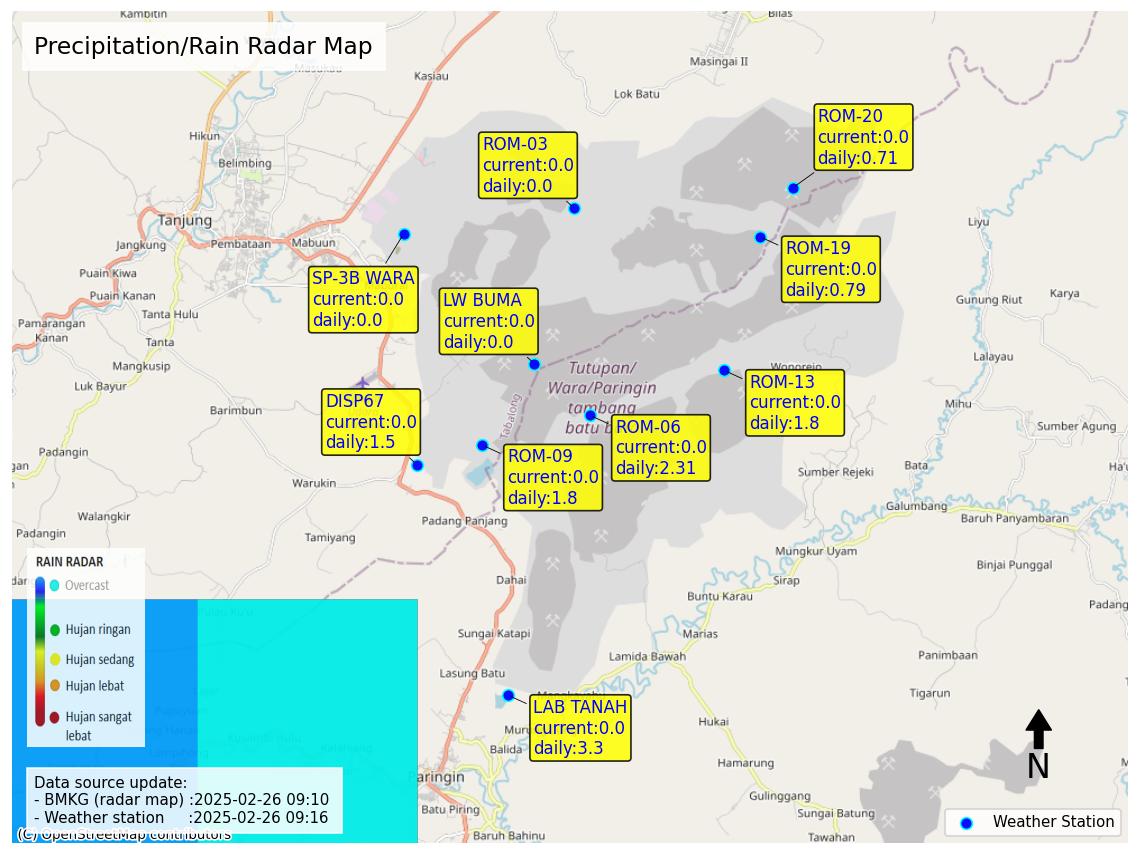 Kambitin
Bilas
Precipitation/Rain Radar Map
Masukau
Kasiau
Masingai II
Lok Batu
ROM-20
current:0.0
daily:0.71
Hikun
ROM-03
current:0.0
daily:0.0
Belimbing
Tanjung
Liyu
Jangkung
Pembataan
Mabuun
ROM-19
current:0.0
daily:0.79
Puain Kiwa
SP-3B WARA
current:0.0
daily:0.0
Puain Kanan
LW BUMA
current:0.0
daily:0.0
Gunung Riut
Karya
Tanta Hulu
Pamarangan
Kanan
Tanta
Mangkusip
Lalayau
Wonorejo
Tutupan/
Wara/Paringin
tambang
batu b
Luk Bayur
ROM-13
current:0.0
daily:1.8
DISP67
current:0.0
daily:1.5
Tabalong
Barimbun
Mihu
ROM-06
current:0.0
daily:2.31
Sumber Agung
ROM-09
current:0.0
daily:1.8
gan
Bata
Sumber Rejeki
Warukin
Galumbang
Walangkir
Padang Panjang
Baruh Panyambaran
Padangin
Tamiyang
Mungkur Uyam
Binjai Punggal
RAIN RADAR
Overcast
Dahai
Sirap
Buntu Karau
Padang
Hujan ringan
Sungai Katapi
Marias
Hujan sedang
Lamida Bawah
Panimbaan
Hujan lebat
Lasung Batu
Tigarun
LAB TANAH
current:0.0
daily:3.3
Hujan sangat
lebat
Hukai
Balida
Hamarung
N
Paringin
Data source update:
- BMKG (radar map) :2025-02-26 09:10
- Weather station :2025-02-26 09:16
Gulinggang
Batu Piring
Sungai Batung
Weather Station
(C) OpenStreetMap contributors
Baruh Bahinu
Tawahan